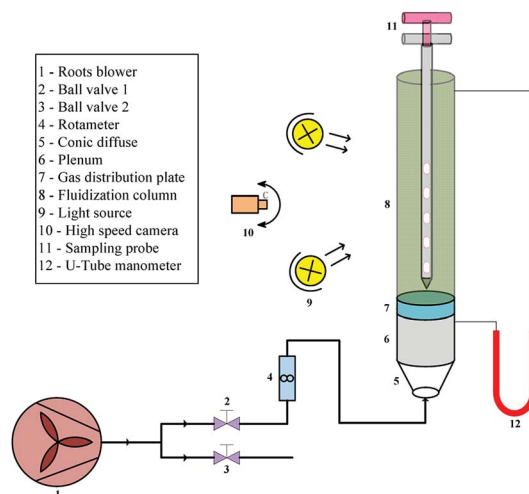 11
1 - Roots blower
2 - Ball valve 1
3 - Ball valve 2
4 - Rotameter
5 - Conic diffuse
6 - Plenum
7 - Gas distribution plate
8 - Fluidization column
9 - Light source
10 - High speed camera
11 - Sampling probe
12 - U-Tube manometer
C
8
10
9
7
6
4
5
2
12
3
1